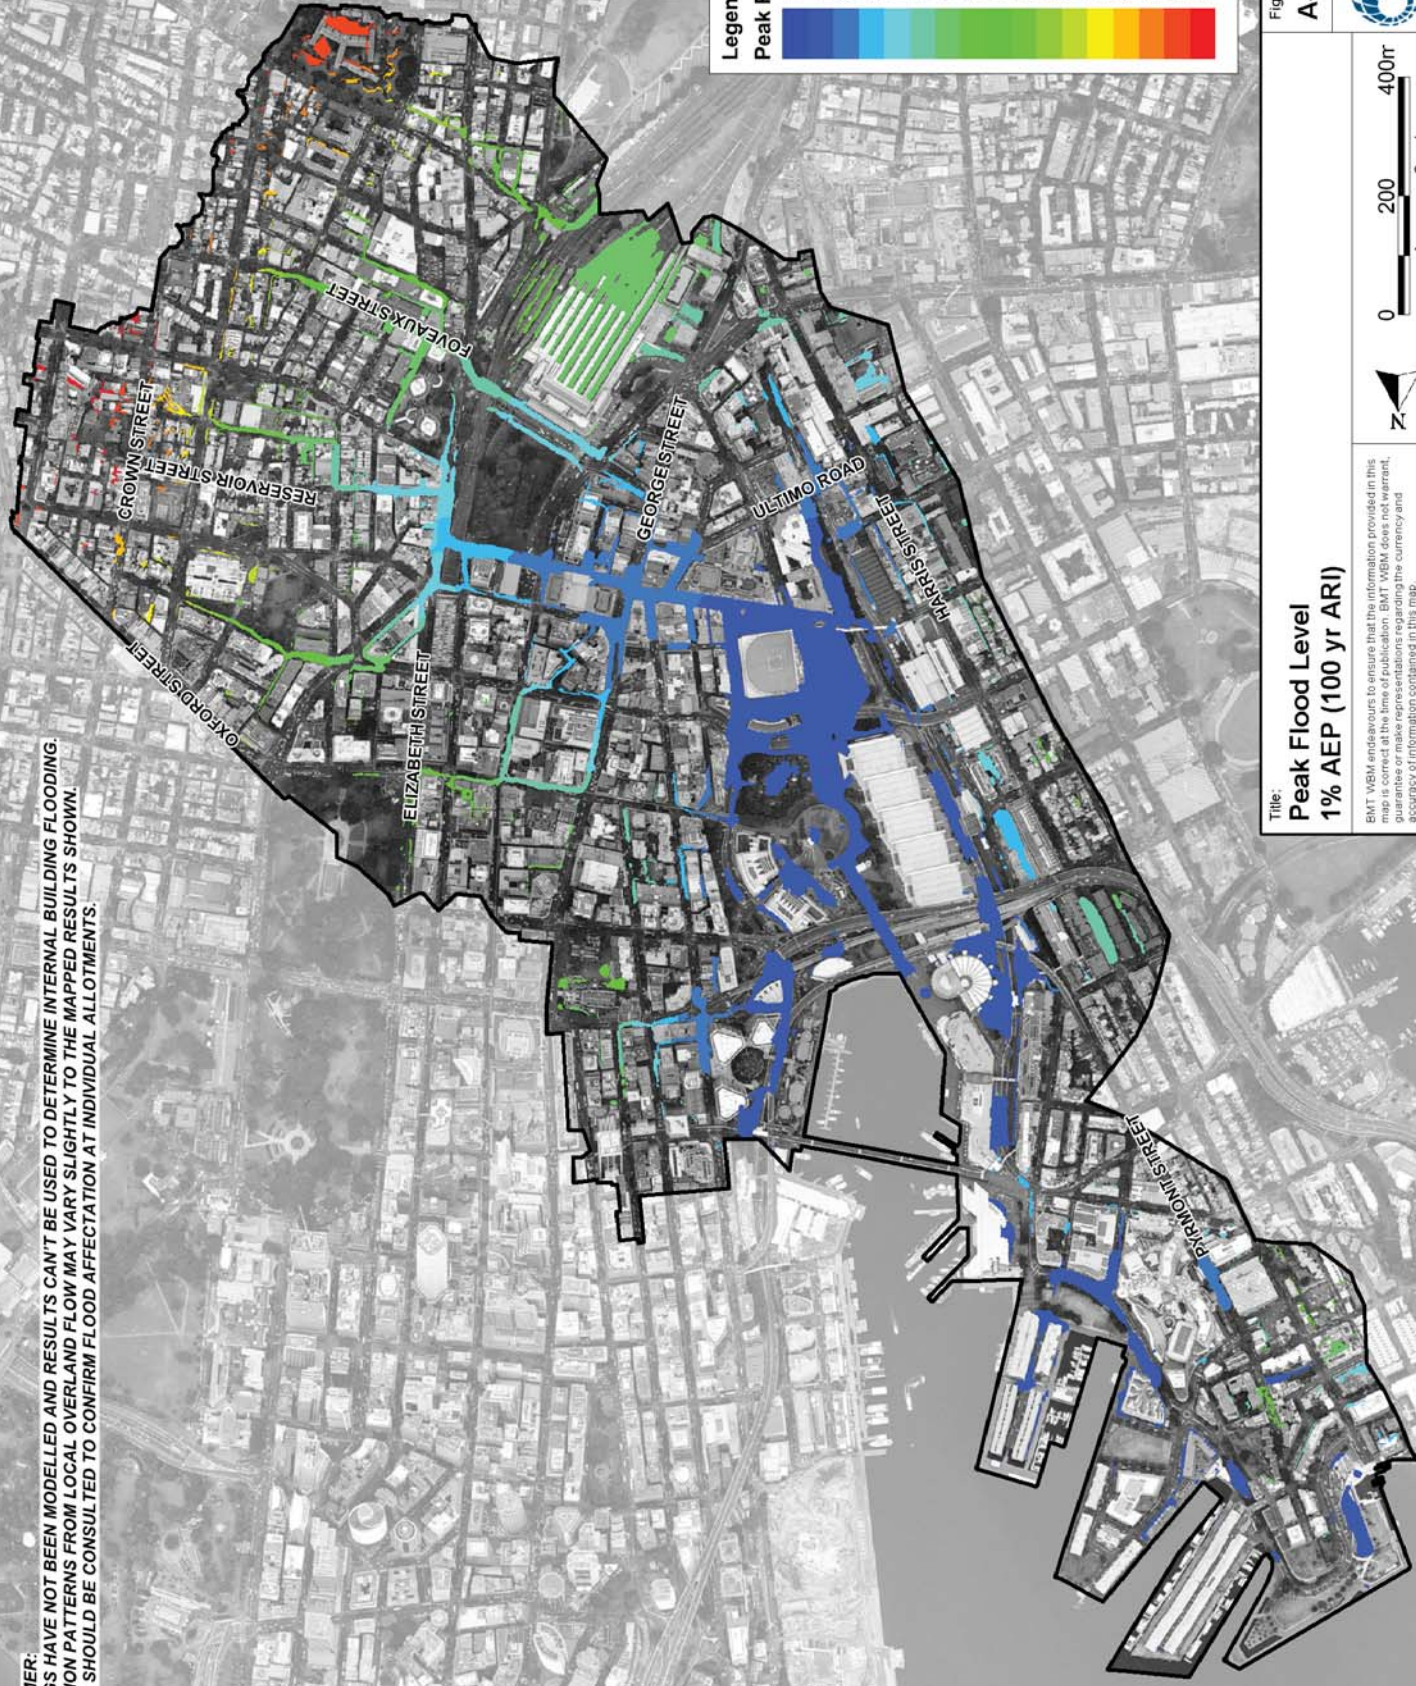 MER:
GS HAVE NOT BEEN MODELLED AND RESULTS CAN'T BE USED TO DETERMINE INTERNAL BUILDING FLOODING.
ION PATTERNS FROM LOCAL OVERLAND FLOW MAY VARY SLIGHTLY TO THE MAPPED RESULTS SHOWN.
SHOULD BE CONSULTED TO CONFIRM FLOOD AFFECTATION AT INDIVIDUAL ALLOTMENTS.
OXFORD STREET
CROWN STREET
RESERVOIR STREET
FOVEAUX STREET
ELIZABETH STREET
GEORGE STREET
ULTIMO ROAD
HARRIS STREET
PYRMONT STREET
Legen
Peak F
Title:
Peak Flood Level
1% AEP (100 yr ARI)
Fig
A-
BMT WBM endeavours to ensure that the information provided in this
map is correct at the time of publication. BMT WBM does not warrant,
guarantee or make representations regarding the currency and
accuracy of information contained in this map.
N
0 200 400m